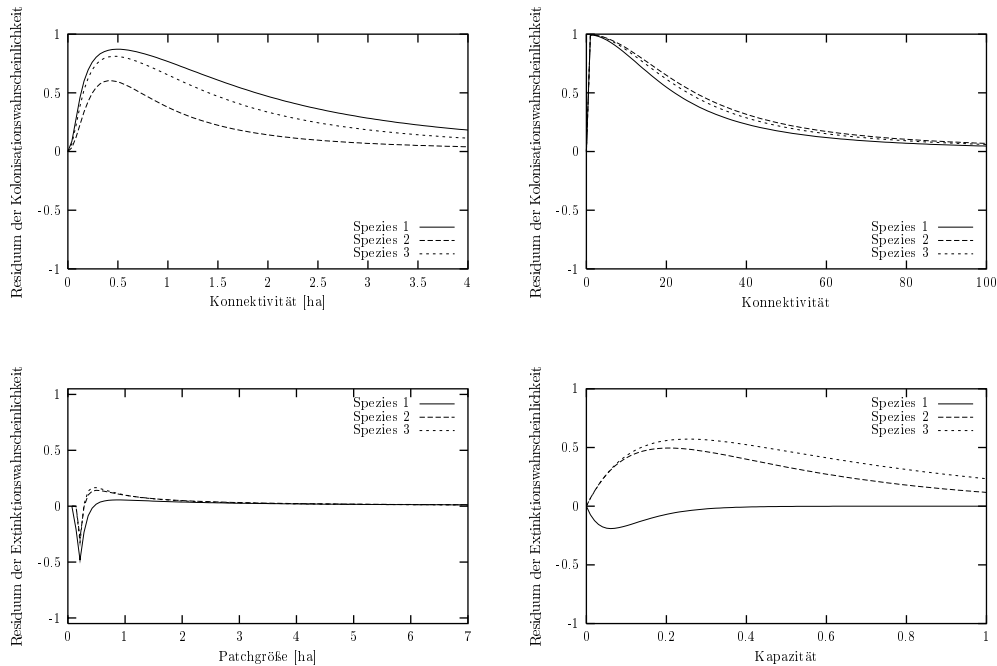 Residuum der Kolonisationswahrscheinlichkeit
1
0.5
0
-0.5
-1
Spezies 1
Spezies 2
Spezies 3
0 0.5 1 1.5 2 2.5 3 3.5 4
Konnektivität [ha]
Residuum der Kolonisationswahrscheinlichkeit
1
0.5
0
-0.5
-1
Spezies 1
Spezies 2
Spezies 3
0 20 40 60 80 100
Konnektivität
Residuum der Extinktionswahrscheinlichkeit
1
0.5
0
-0.5
-1
Spezies 1
Spezies 2
Spezies 3
0 1 2 3 4 5 6 7
Patchgröße [ha]
Residuum der Extinktionswahrscheinlichkeit
1
0.5
0
-0.5
-1
Spezies 1
Spezies 2
Spezies 3
0 0.2 0.4 0.6 0.8 1
Kapazität